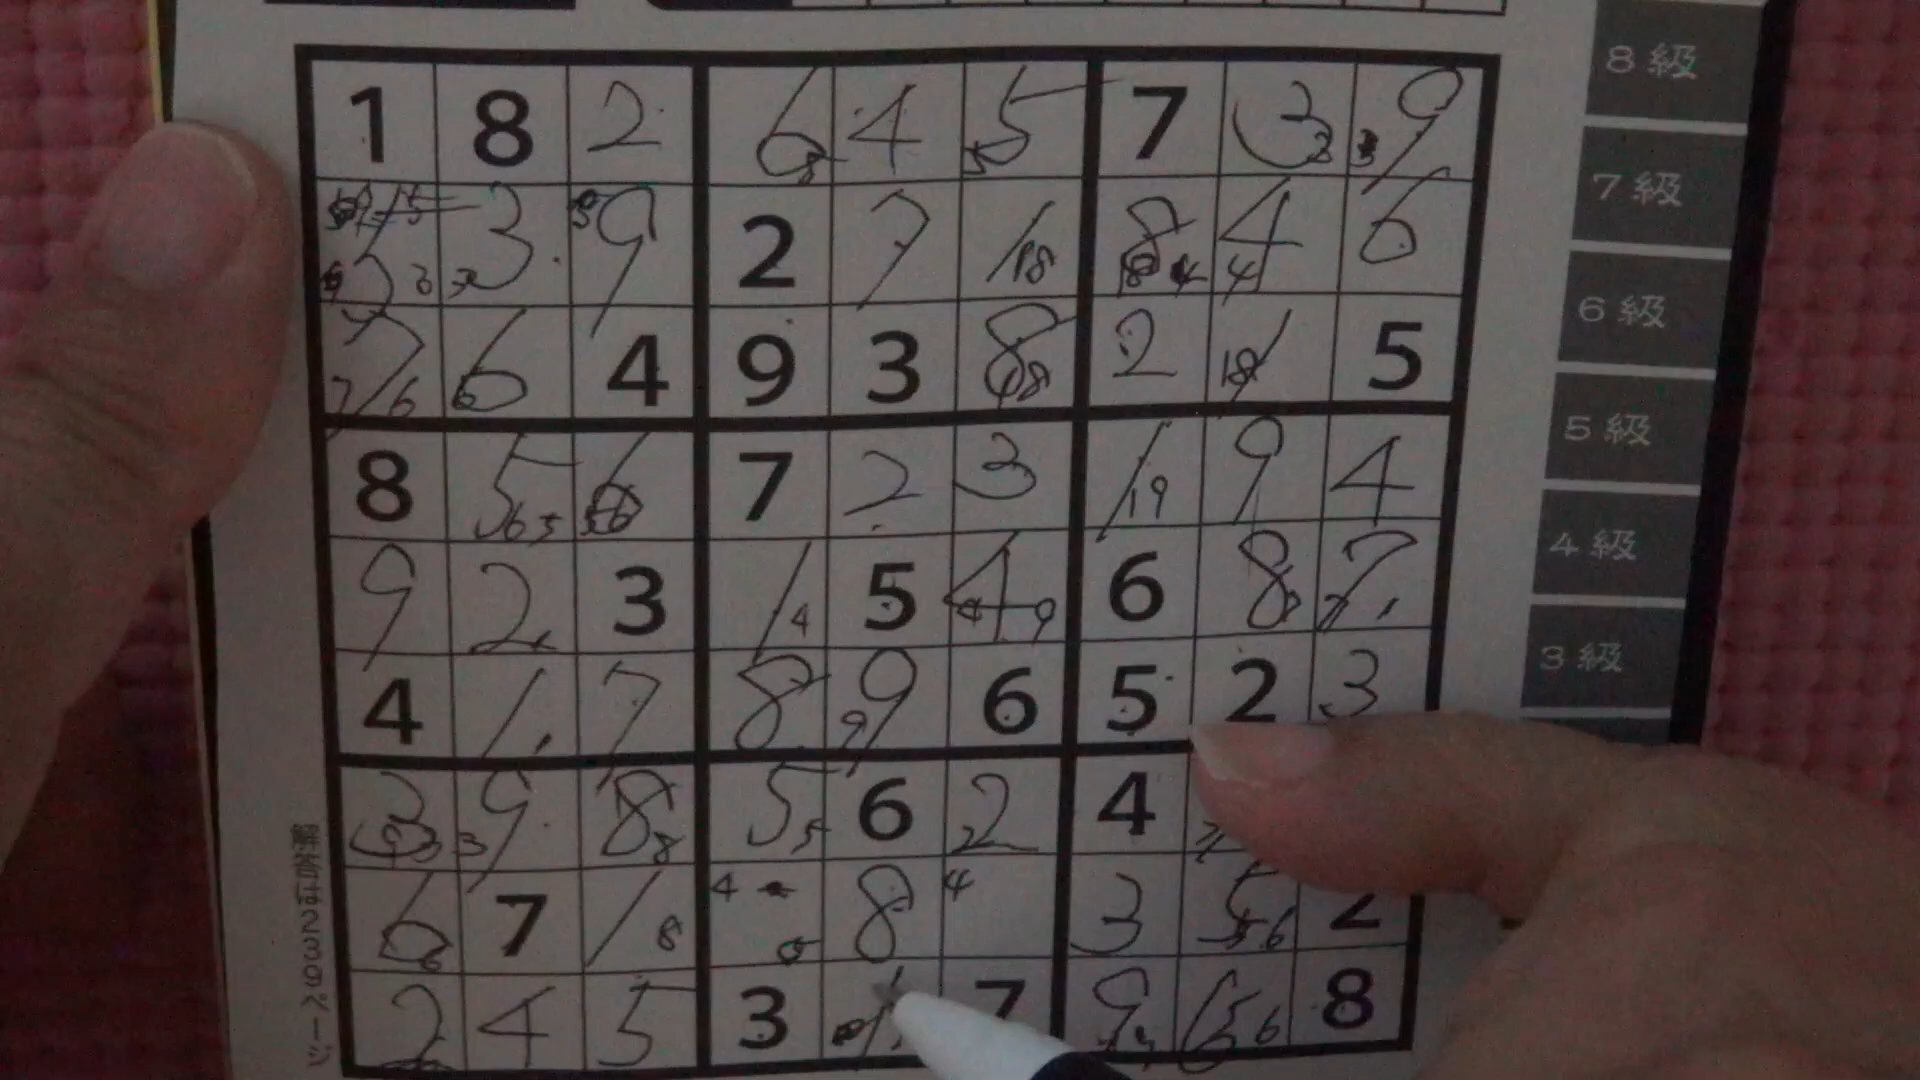 8級
7級
6級
5級
4級
3級
1 8 2 6 4 5 7 3 9
5 3 9 2 7 1 8 4 6
7 6 4 9 3 8 2 1 5
8 5 6 7 2 3 1 9 4
9 2 3 1 5 4 6 8 7
4 1 7 8 9 6 5 2 3
3 9 8 5 6 2 4
6 7 1 8 3 5 2
2 4 5 3 1 7 9 6 8
解答は239ページ